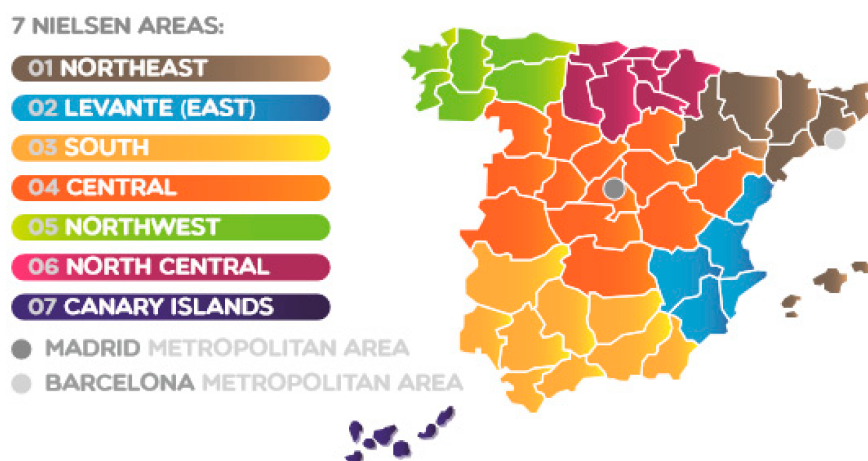 7 NIELSEN AREAS:
01 NORTHEAST
02 LEVANTE (EAST)
03 SOUTH
04 CENTRAL
05 NORTHWEST
06 NORTH CENTRAL
07 CANARY ISLANDS
MADRID METROPOLITAN AREA
BARCELONA METROPOLITAN AREA